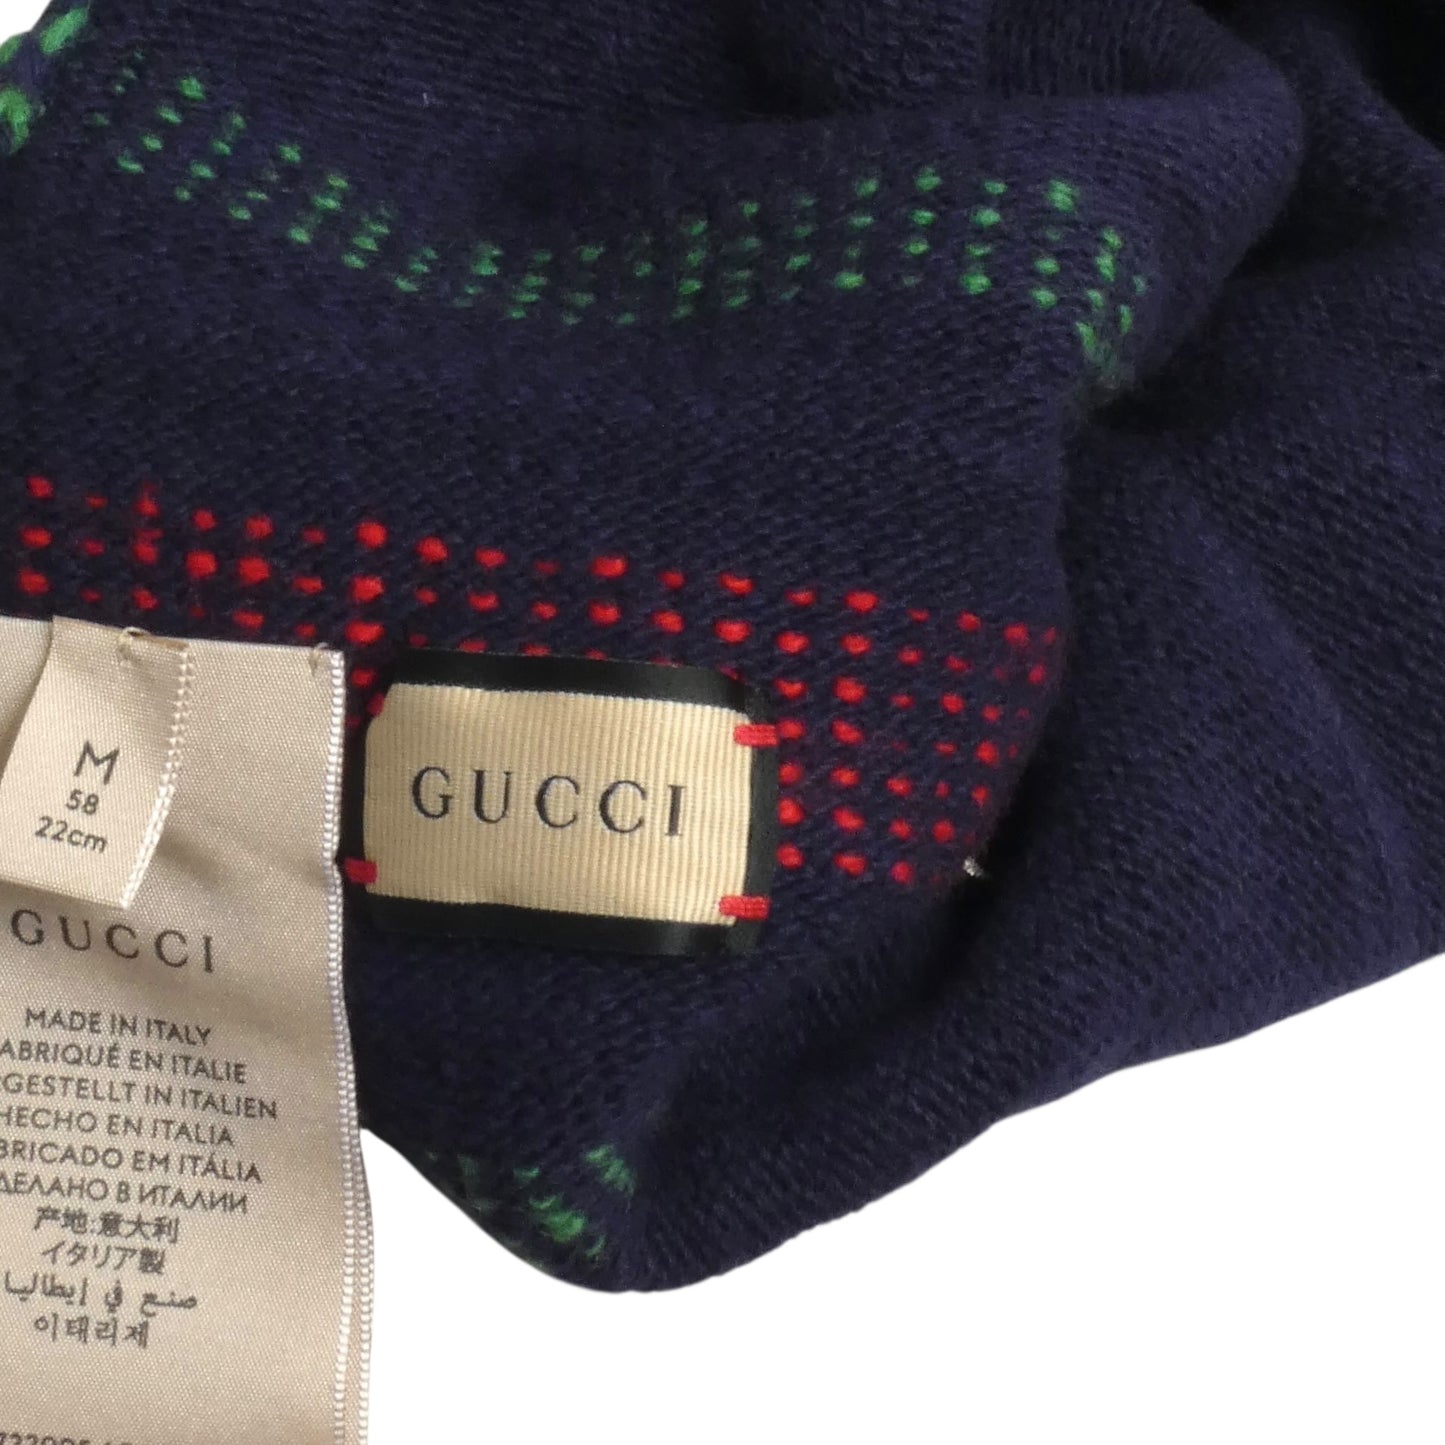 M
58
22cm
GUCCI
GUCCI
MADE IN ITALY
ABRIQUÉ EN ITALIE
GESTELLT IN ITALIEN
HECHO EN ITALIA
BRICADO EM ITÁLIA
ДЕЛАНО В ИТАЛИИ
产地:意大利
イタリア製
صنع في إيطاليا
이태리제